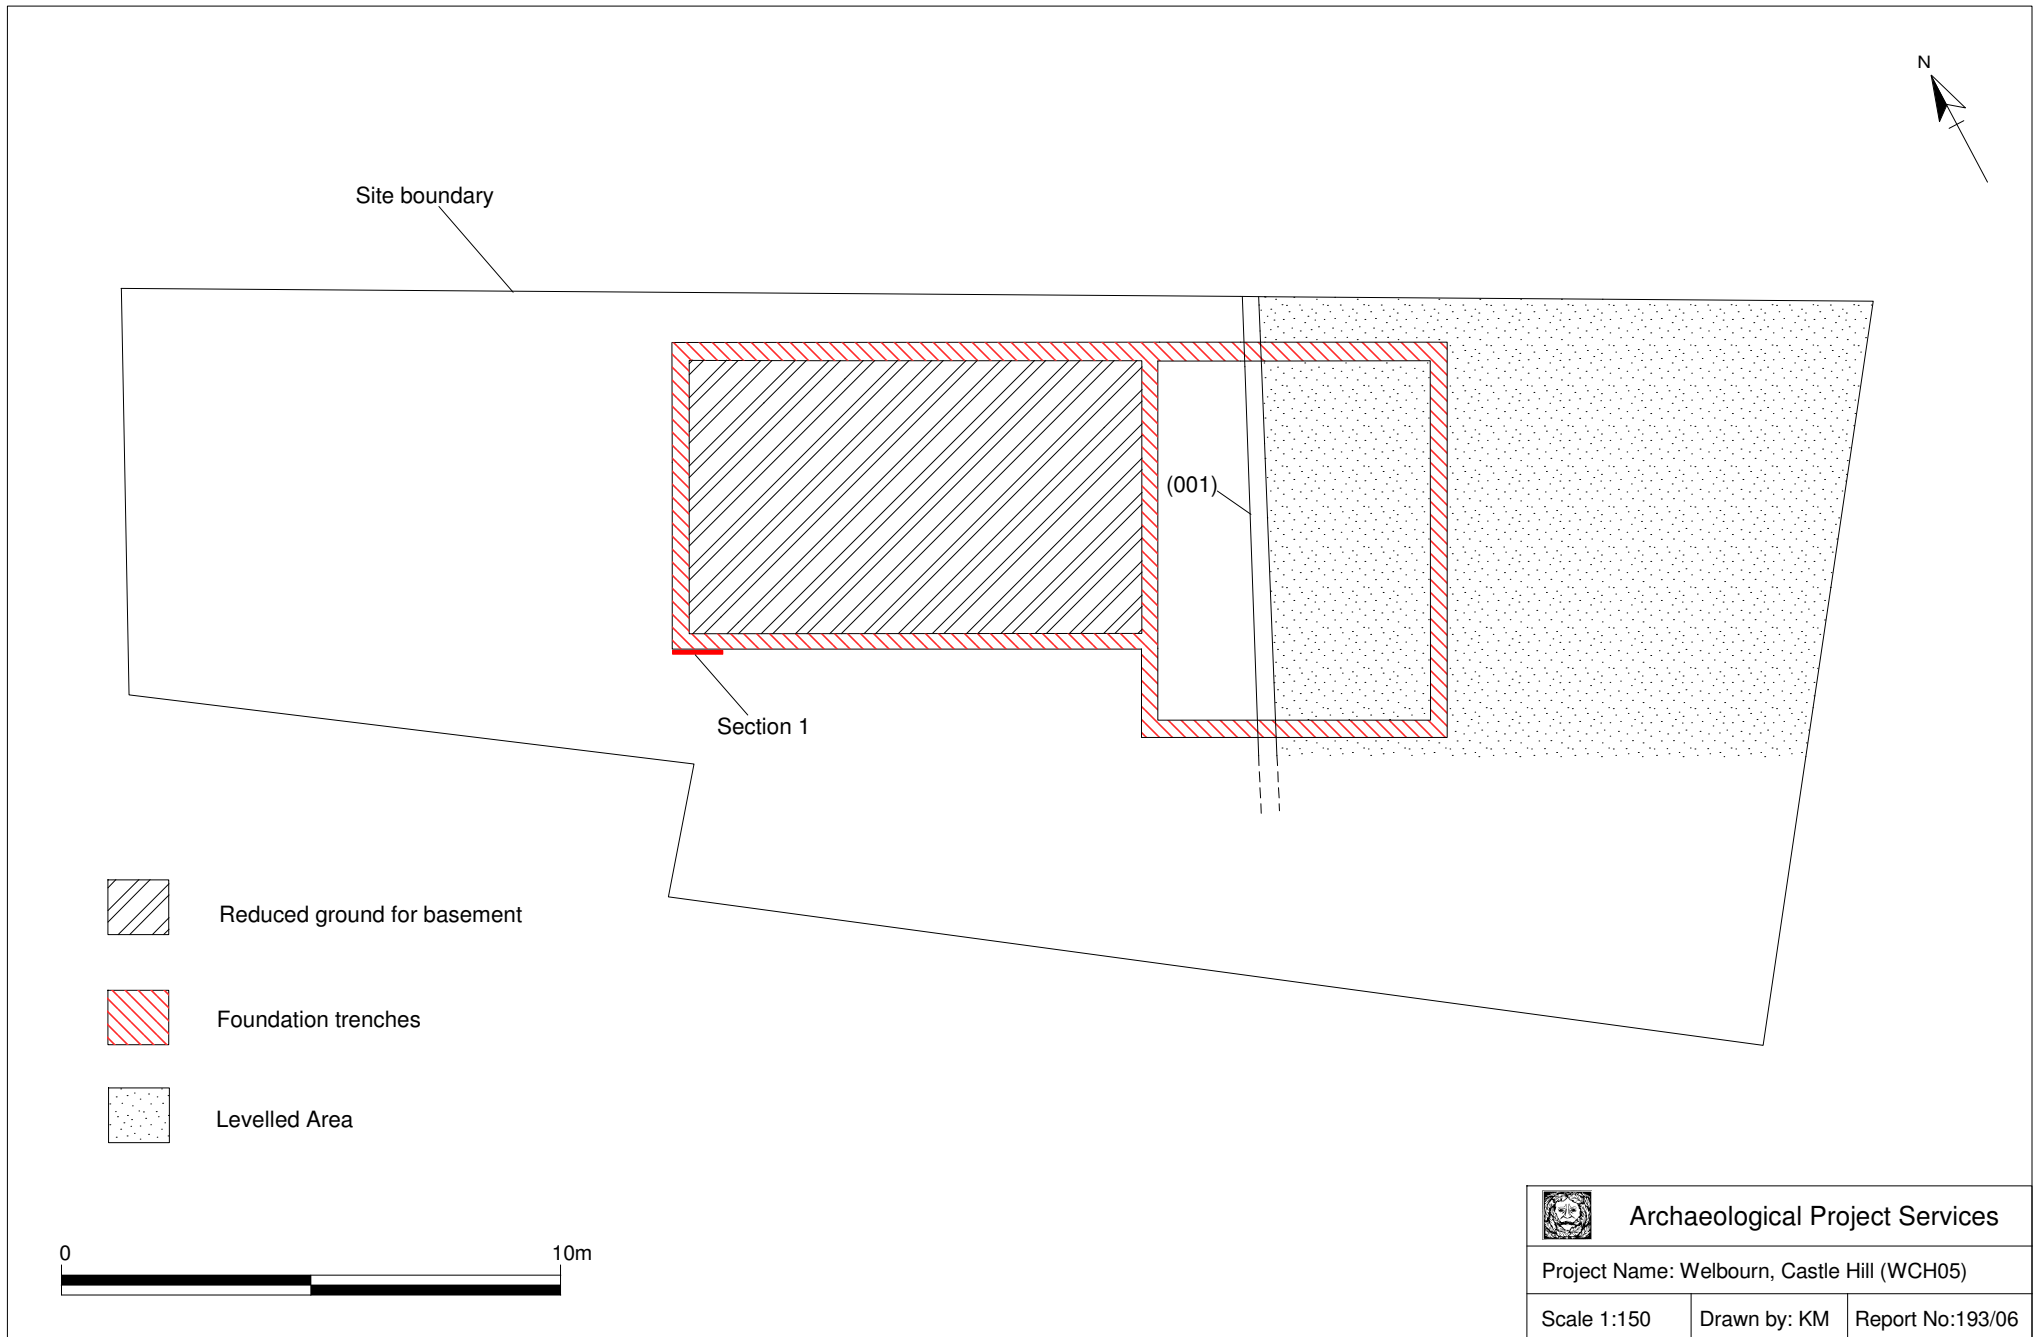 N
Site boundary
(001)
Section 1
Reduced ground for basement
Foundation trenches
Levelled Area
0 10m
Archaeological Project Services
Project Name: Welbourn, Castle Hill (WCH05)
Scale 1:150 Drawn by: KM Report No:193/06